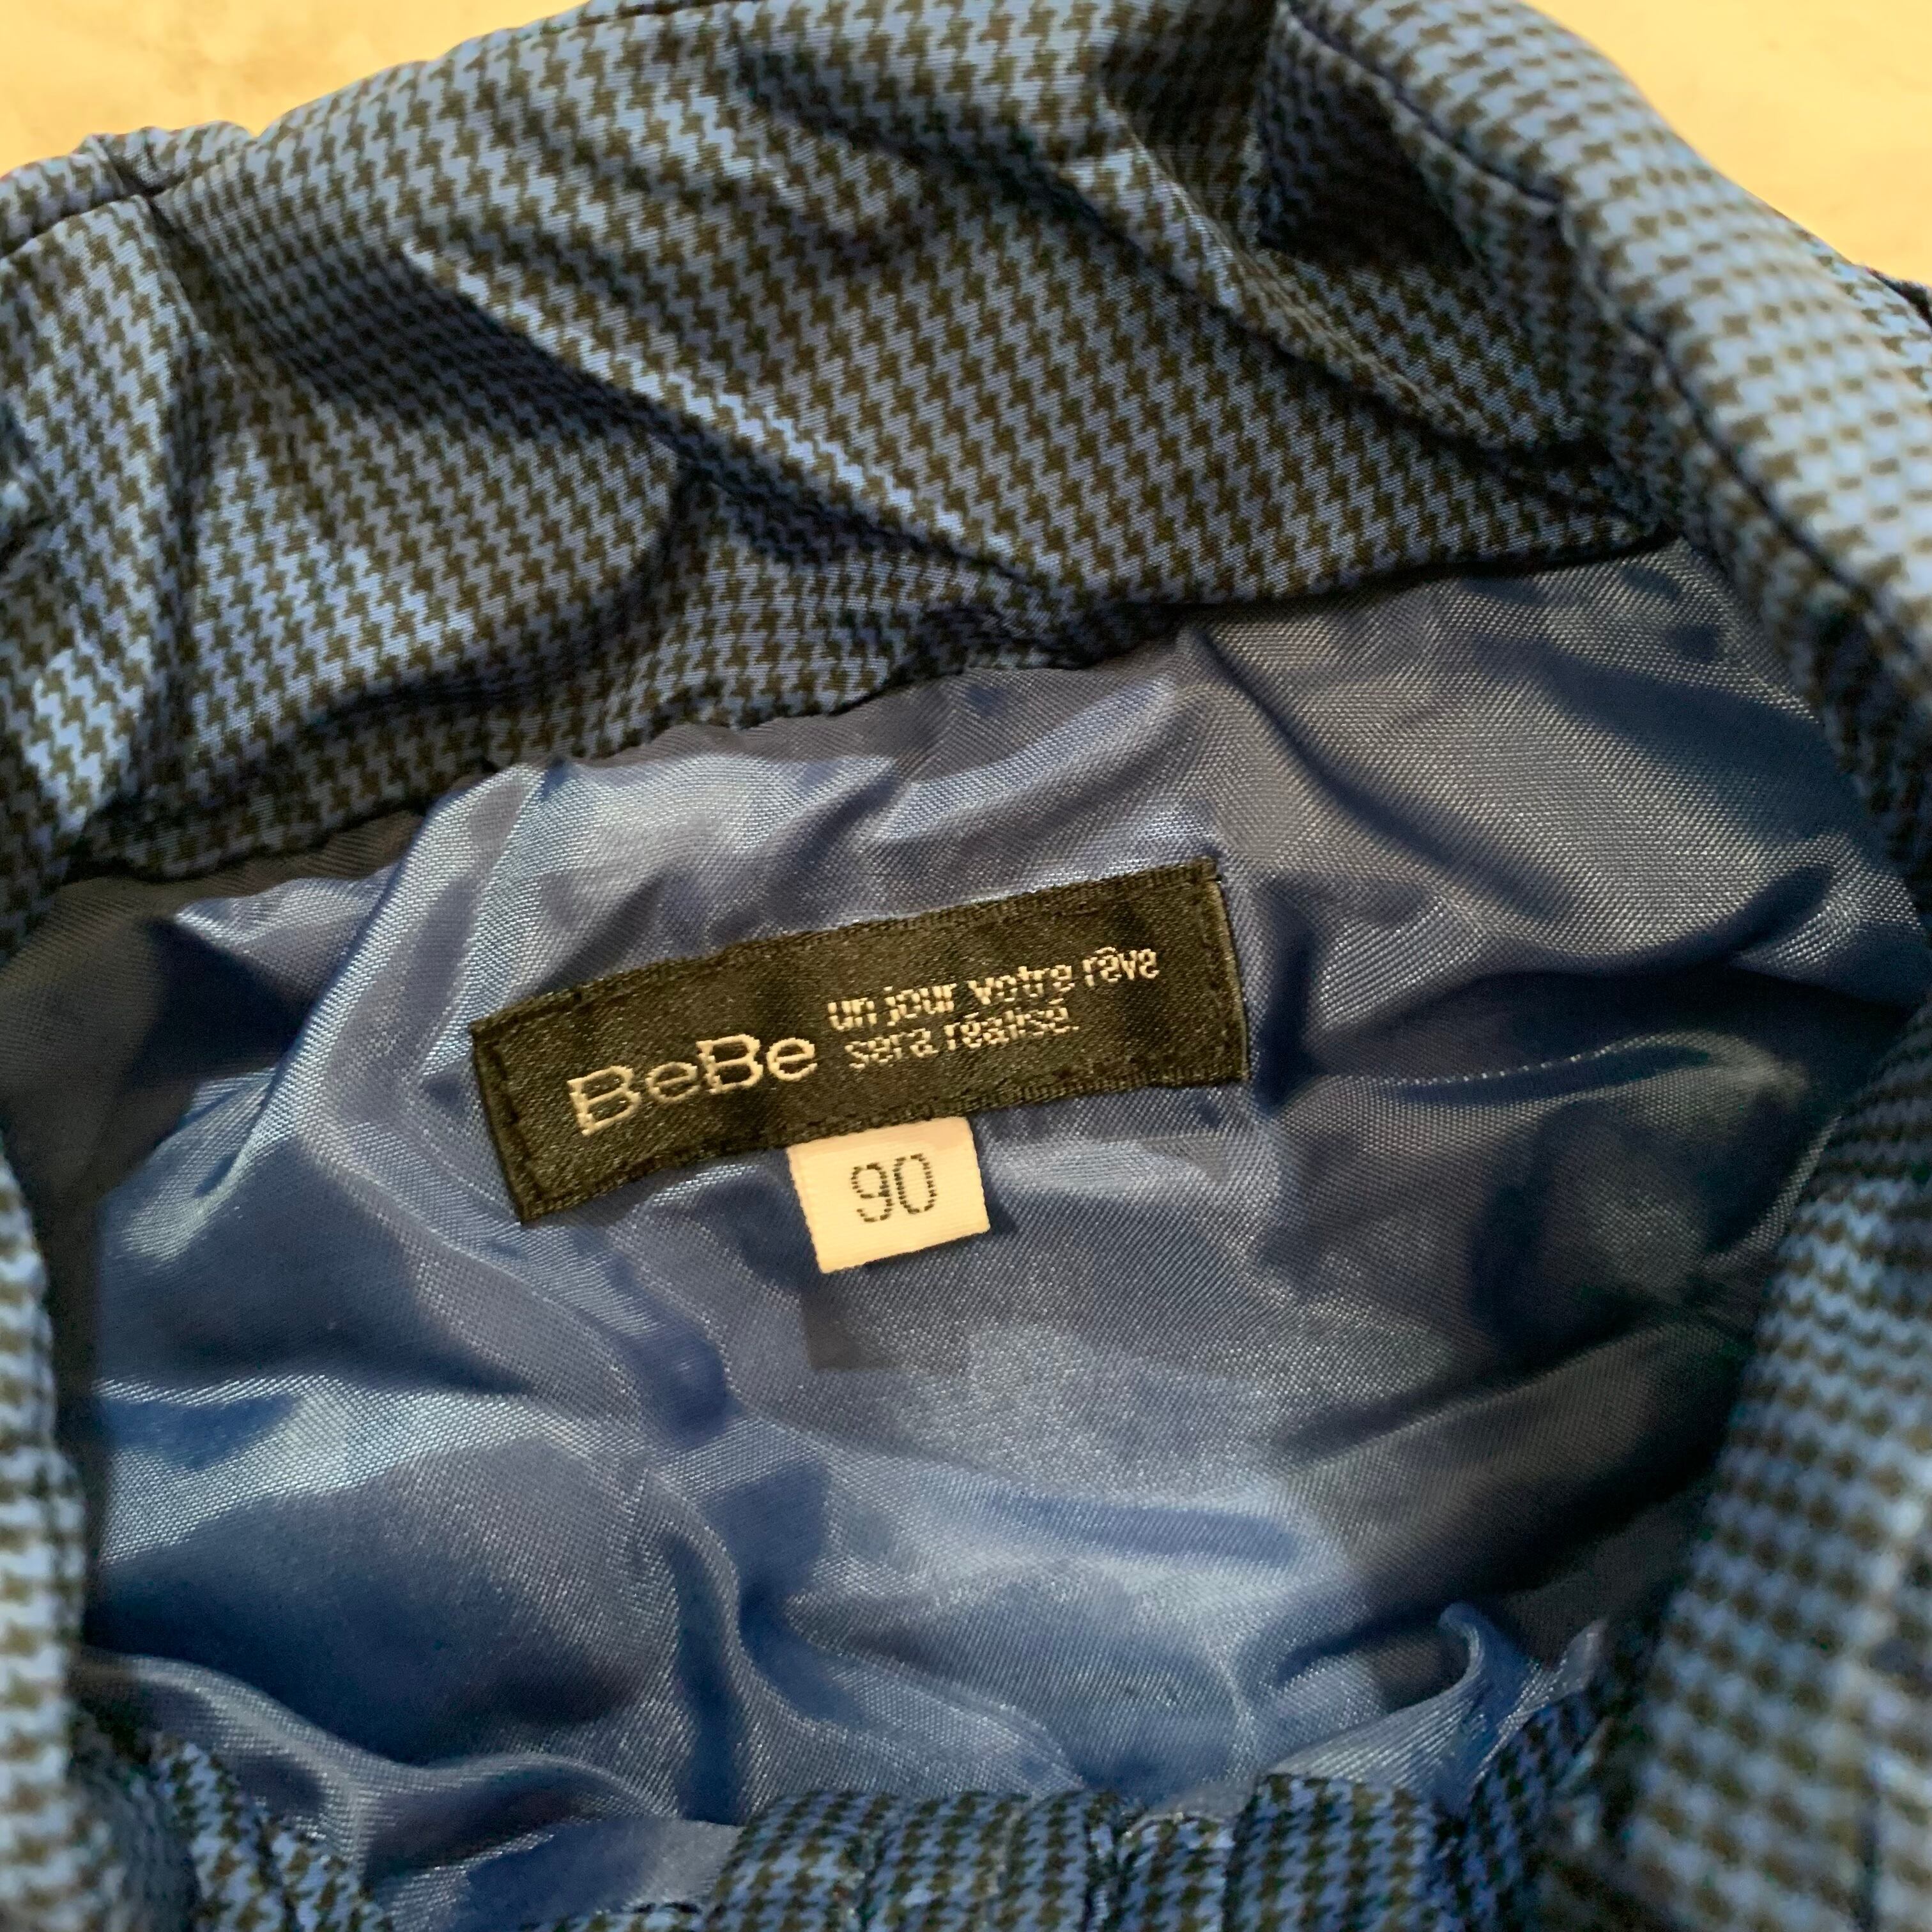 BeBe
un jour votre rêve
sera réalisé.
90